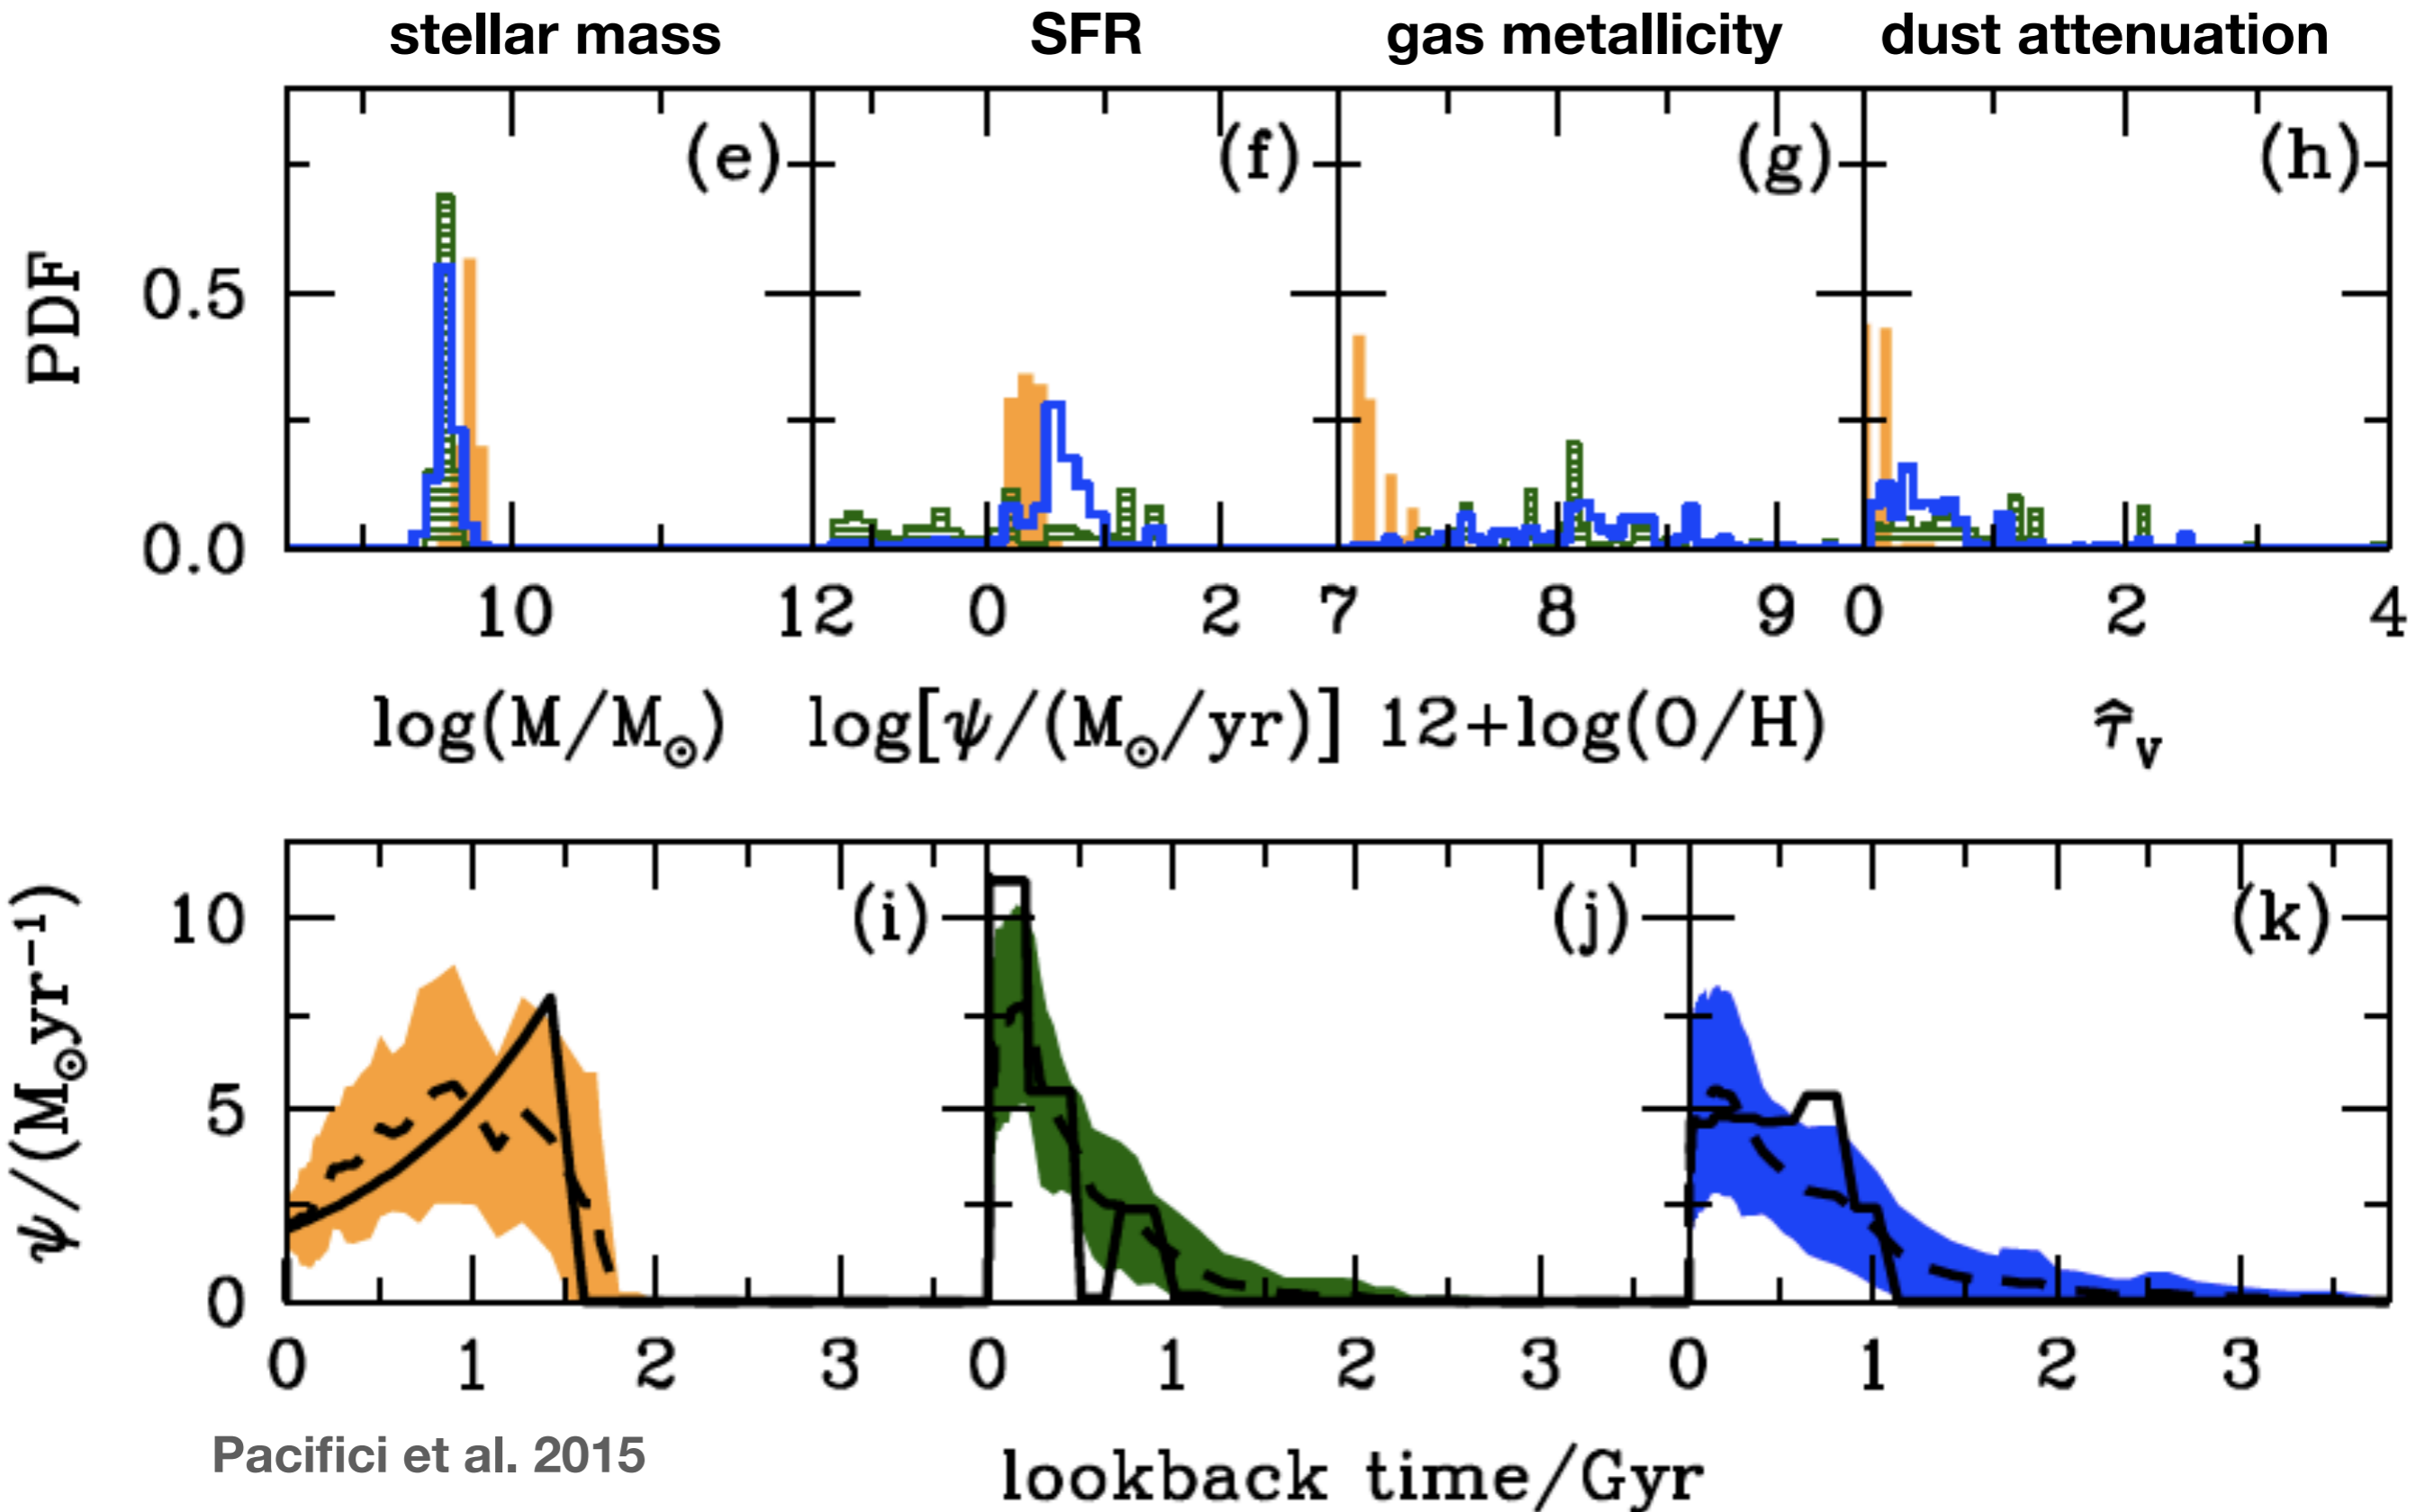 stellar mass SFR gas metallicity dust attenuation
(e) (f) (g) (h)
PDF
0.5
0.0
10 12 0 2 7 8 9 0 2 4
log(M/M⊙) log[ψ/(M⊙/yr)] 12+log(O/H) τ̂V
(i) (j) (k)
ψ/(M⊙yr⁻¹)
10
5
0
0 1 2 3 0 1 2 3 0 1 2 3
Pacifici et al. 2015
lookback time/Gyr